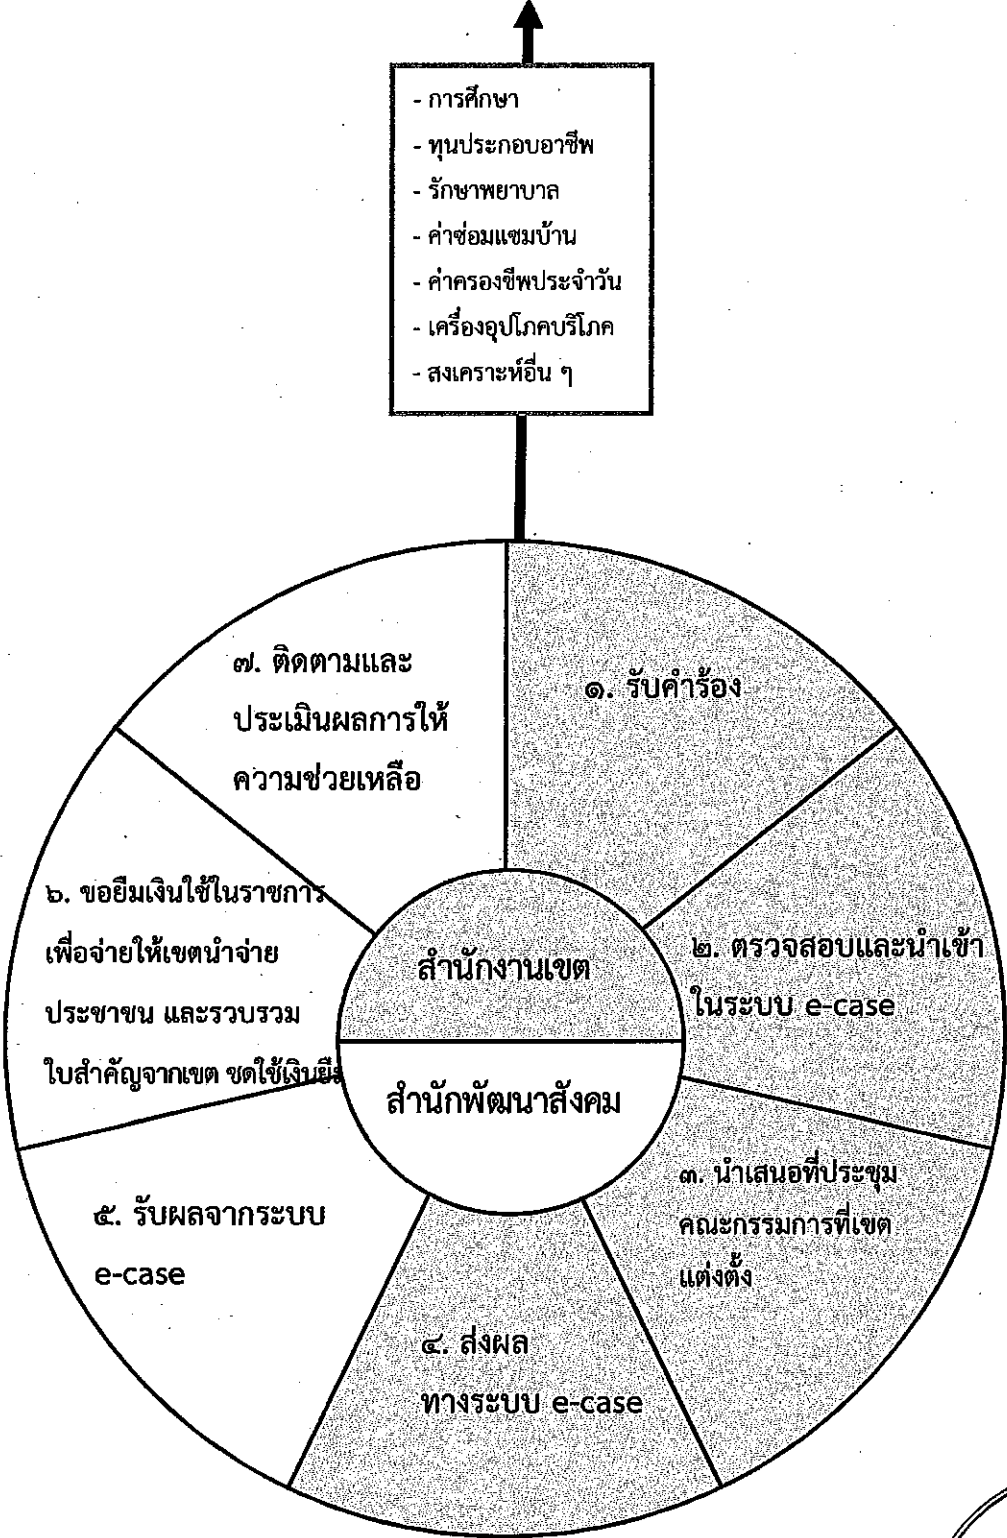 - การศึกษา
- ทุนประกอบอาชีพ
- รักษาพยาบาล
- ค่าซ่อมแซมบ้าน
- ค่าครองชีพประจำวัน
- เครื่องอุปโภคบริโภค
- สงเคราะห์อื่น ๆ
๑. รับคำร้อง
๒. ตรวจสอบและนำเข้า
ในระบบ e-case
๓. นำเสนอที่ประชุม
คณะกรรมการที่เขต
แต่งตั้ง
๔. ส่งผล
ทางระบบ e-case
๕. รับผลจากระบบ
e-case
๖. ขอยืมเงินใช้ในราชการ
เพื่อจ่ายให้เขตนำจ่าย
ประชาชน และรวบรวม
ใบสำคัญจากเขต ชดใช้เงินยืม
๗. ติดตามและ
ประเมินผลการให้
ความช่วยเหลือ
สำนักงานเขต
สำนักพัฒนาสังคม